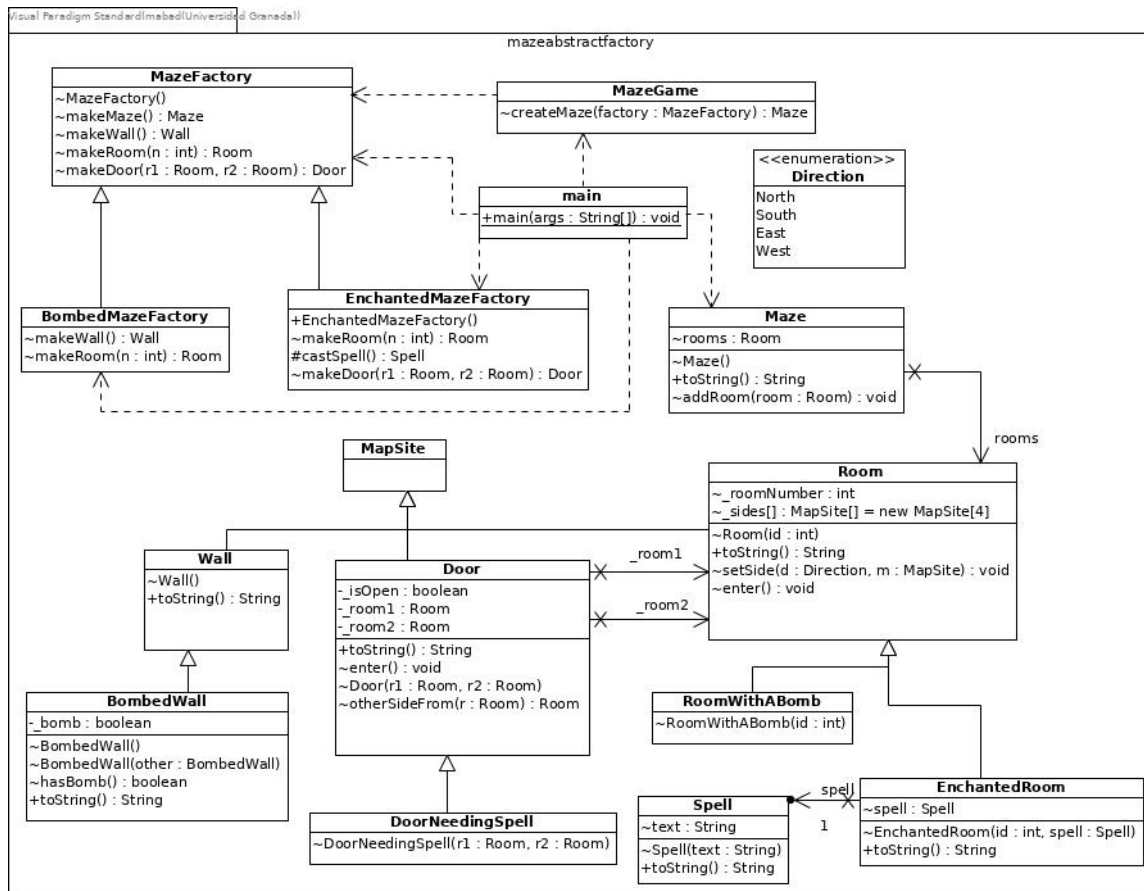 Visual Paradigm Standard(mabad(Universidad Granada))
mazeabstractfactory
MazeFactory
~MazeFactory()
~makeMaze() : Maze
~makeWall() : Wall
~makeRoom(n : int) : Room
~makeDoor(r1 : Room, r2 : Room) : Door
MazeGame
~createMaze(factory : MazeFactory) : Maze
<<enumeration>>
Direction
North
South
East
West
main
+main(args : String[]) : void
BombedMazeFactory
~makeWall() : Wall
~makeRoom(n : int) : Room
EnchantedMazeFactory
+EnchantedMazeFactory()
~makeRoom(n : int) : Room
#castSpell() : Spell
~makeDoor(r1 : Room, r2 : Room) : Door
Maze
~rooms : Room
~Maze()
+toString() : String
~addRoom(room : Room) : void
rooms
MapSite
Room
~_roomNumber : int
~_sides[] : MapSite[] = new MapSite[4]
~Room(id : int)
+toString() : String
~setSide(d : Direction, m : MapSite) : void
~enter() : void
Wall
~Wall()
+toString() : String
Door
-_isOpen : boolean
-_room1 : Room
-_room2 : Room
+toString() : String
~enter() : void
~Door(r1 : Room, r2 : Room)
~otherSideFrom(r : Room) : Room
_room1
_room2
BombedWall
-_bomb : boolean
~BombedWall()
~BombedWall(other : BombedWall)
~hasBomb() : boolean
+toString() : String
RoomWithABomb
~RoomWithABomb(id : int)
DoorNeedingSpell
~DoorNeedingSpell(r1 : Room, r2 : Room)
Spell
~text : String
~Spell(text : String)
+toString() : String
spell
1
EnchantedRoom
~spell : Spell
~EnchantedRoom(id : int, spell : Spell)
+toString() : String